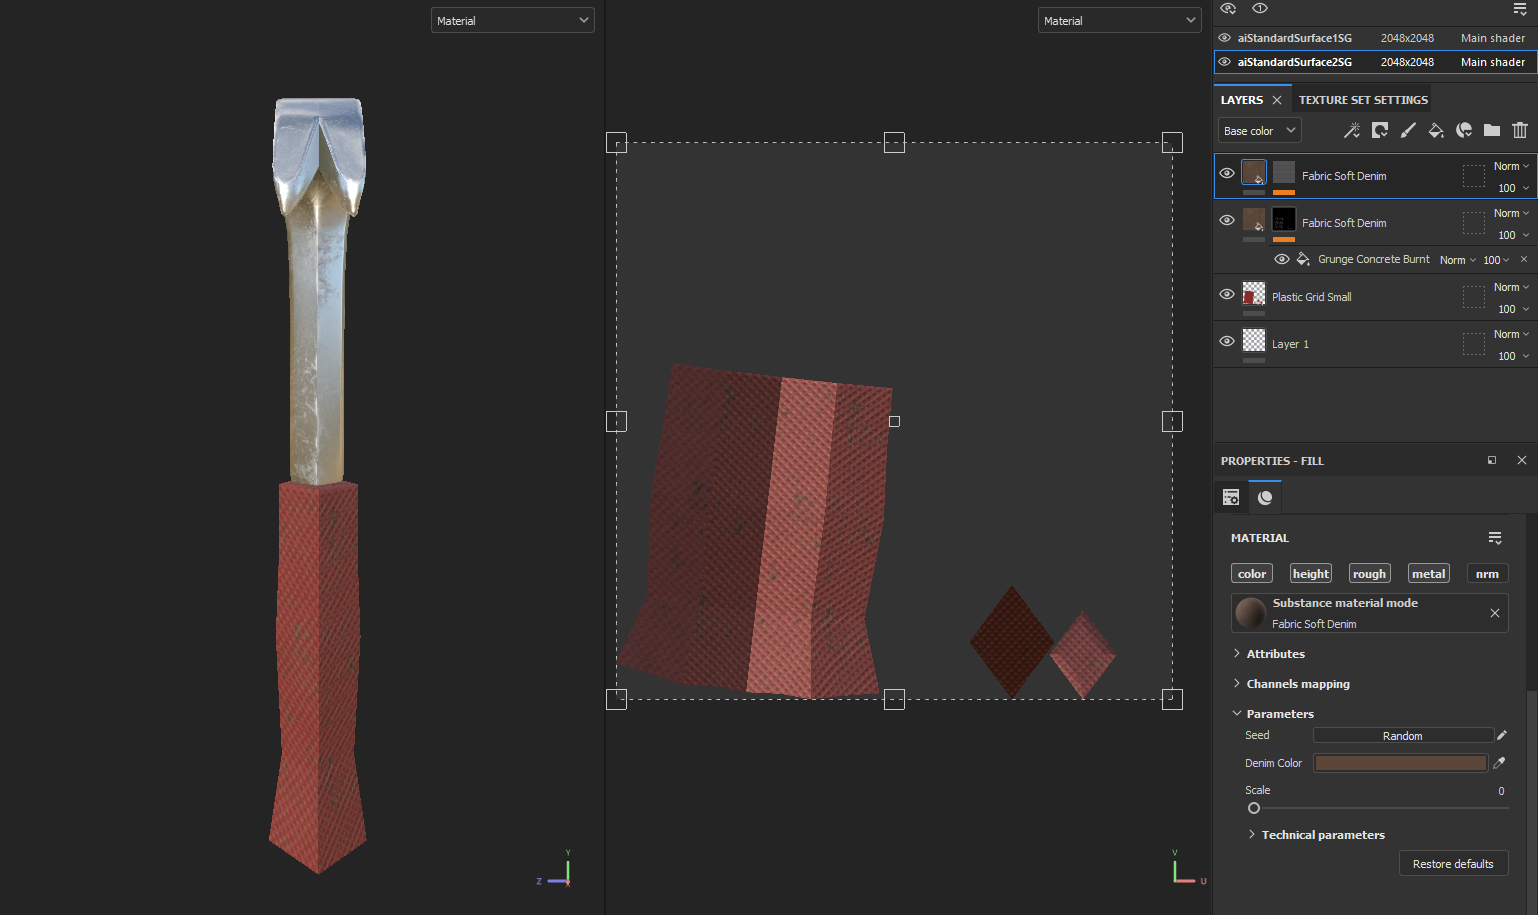 Material
Material
aiStandardSurface1SG 2048x2048 Main shader
aiStandardSurface2SG 2048x2048 Main shader
LAYERS TEXTURE SET SETTINGS
Base color
Norm
Fabric Soft Denim
100
Norm
Fabric Soft Denim
100
Grunge Concrete Burnt Norm 100
Norm
Plastic Grid Small
100
Norm
Layer 1
100
PROPERTIES - FILL
MATERIAL
color height rough metal nrm
Substance material mode
Fabric Soft Denim
Attributes
Channels mapping
Parameters
Seed Random
Denim Color
Scale 0
Technical parameters
Restore defaults
Y
Z
X
V
U